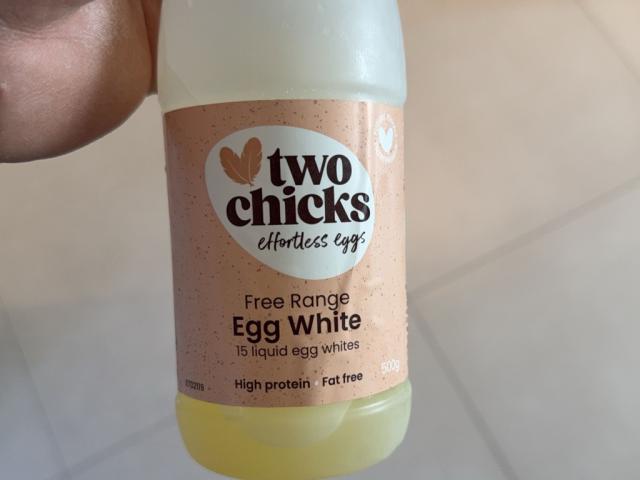 two
chicks
effortless eggs
Free Range
Egg White
15 liquid egg whites
500g
High protein • Fat free